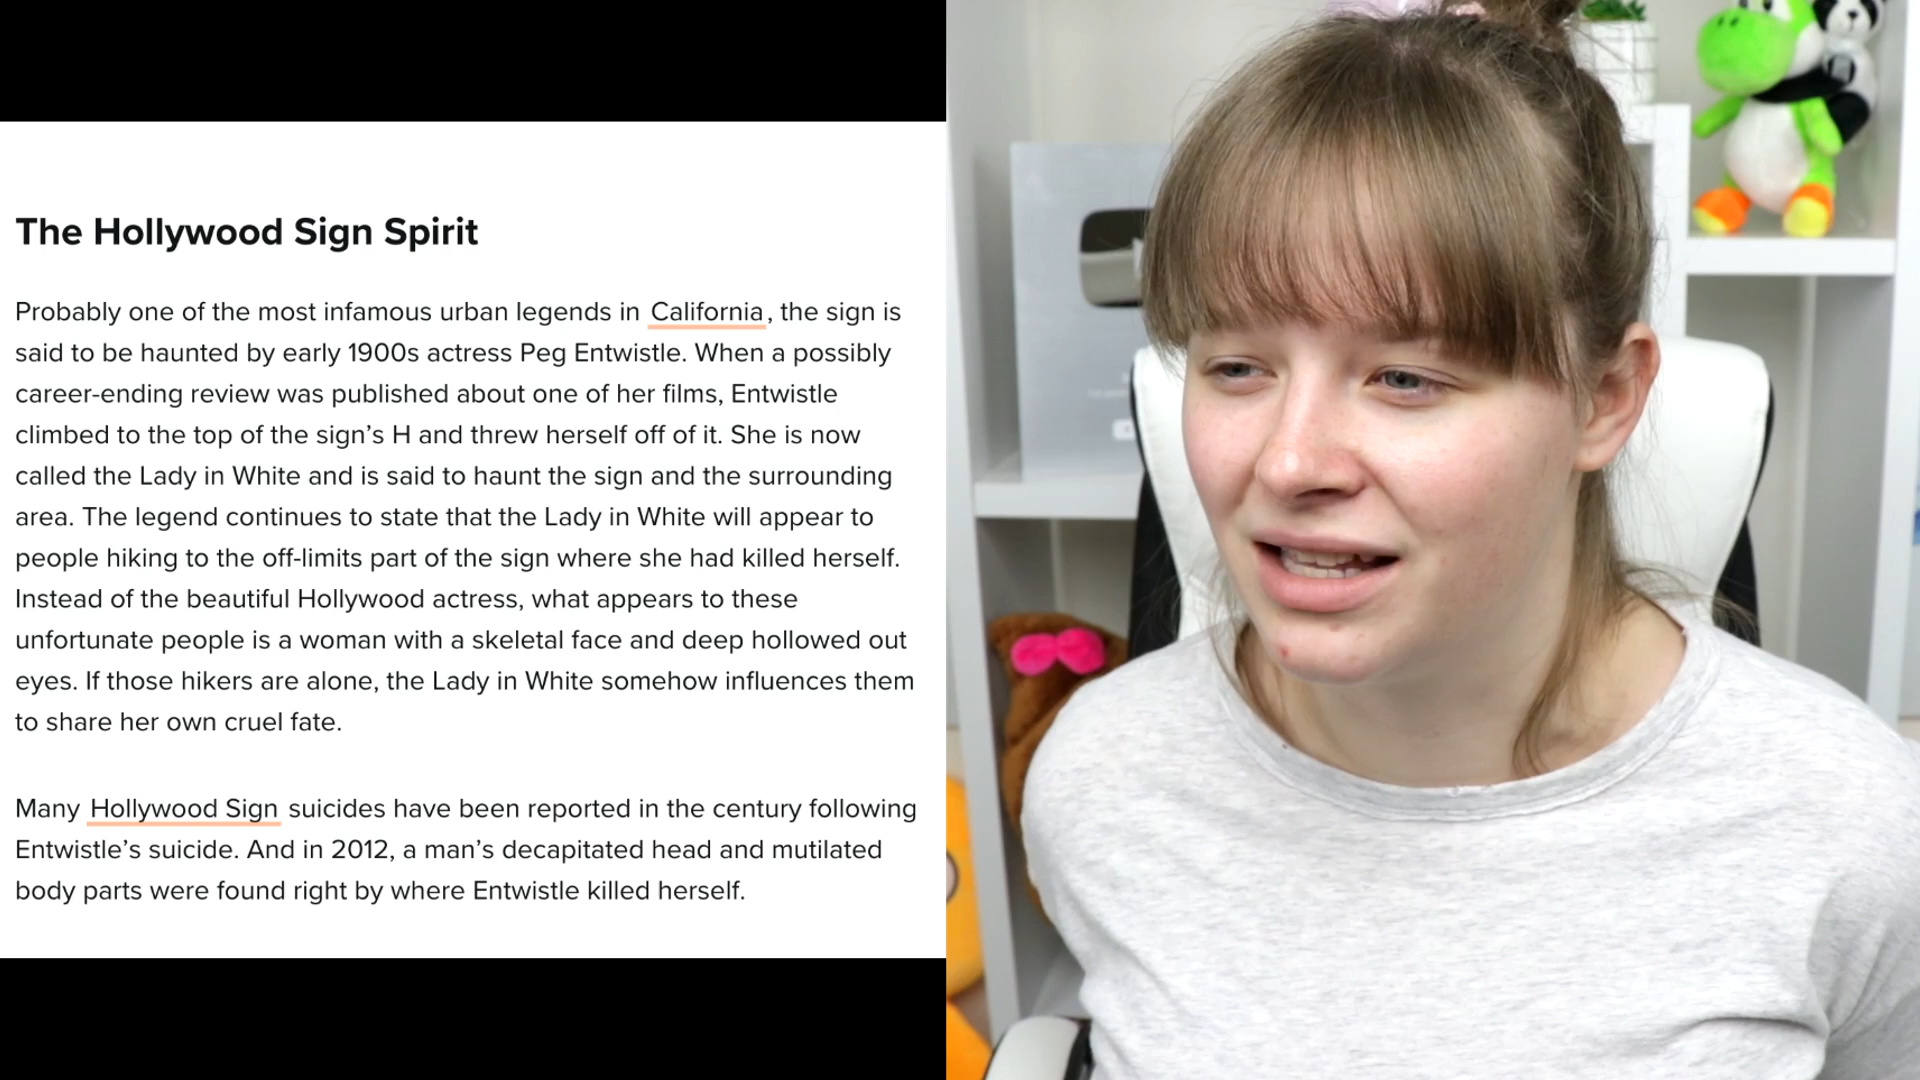 The Hollywood Sign Spirit
Probably one of the most infamous urban legends in California, the sign is
said to be haunted by early 1900s actress Peg Entwistle. When a possibly
career-ending review was published about one of her films, Entwistle
climbed to the top of the sign’s H and threw herself off of it. She is now
called the Lady in White and is said to haunt the sign and the surrounding
area. The legend continues to state that the Lady in White will appear to
people hiking to the off-limits part of the sign where she had killed herself.
Instead of the beautiful Hollywood actress, what appears to these
unfortunate people is a woman with a skeletal face and deep hollowed out
eyes. If those hikers are alone, the Lady in White somehow influences them
to share her own cruel fate.
Many Hollywood Sign suicides have been reported in the century following
Entwistle’s suicide. And in 2012, a man’s decapitated head and mutilated
body parts were found right by where Entwistle killed herself.